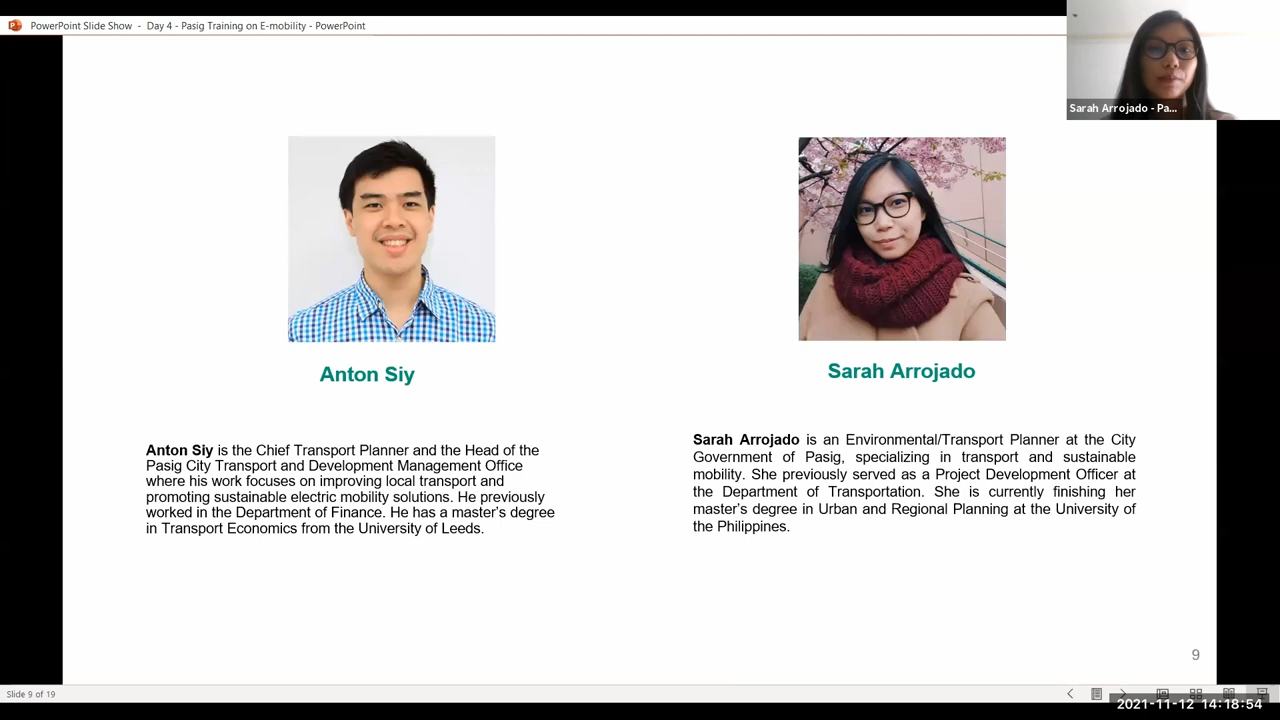 PowerPoint Slide Show - Day 4 - Pasig Training on E-mobility - PowerPoint
Sarah Arrojado - Pa...
Anton Siy
Anton Siy is the Chief Transport Planner and the Head of the
Pasig City Transport and Development Management Office
where his work focuses on improving local transport and
promoting sustainable electric mobility solutions. He previously
worked in the Department of Finance. He has a master's degree
in Transport Economics from the University of Leeds.
Sarah Arrojado
Sarah Arrojado is an Environmental/Transport Planner at the City
Government of Pasig, specializing in transport and sustainable
mobility. She previously served as a Project Development Officer at
the Department of Transportation. She is currently finishing her
master's degree in Urban and Regional Planning at the University of
the Philippines.
9
Slide 9 of 19
2021-11-12 14:18:54